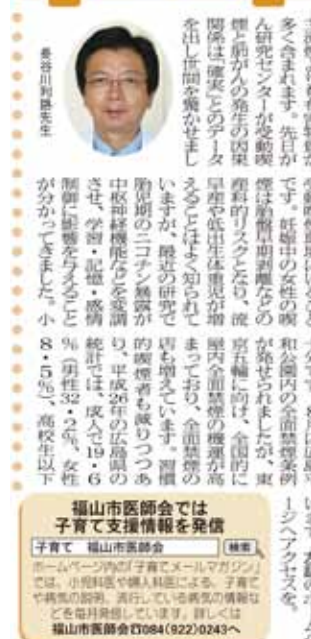 多く含まれます。先日が
ん研究センターが受動喫
煙と肺がんの発生の因果
関係は「確実」とのデータ
を出し世間を驚かせまし
長谷川利路先生
です。妊娠中の女性の喫
煙は胎盤早期剥離などの
産科的リスクとなり、流
早産や低出生体重児が増
えることはよく知られて
いますが、最近の研究で
胎児期のニコチン暴露が
中枢神経機能などを変調
させ、学習・記憶・感情
制御に影響を与えること
が分かってきました。小
和公園内の全面禁煙条例
が発せられましたが、東
京五輪に向け、全国的に
屋内全面禁煙の機運が高
まっており、全面禁煙の
店も増えています。習慣
的喫煙者も減りつつあ
り、平成26年の広島県の
統計では、成人で19・6
%(男性32・2%、女性
8・5%)、高校生以下
ージへアクセスを。
福山市医師会では
子育て支援情報を発信
子育て 福山市医師会 検索
ホームページ内の「子育てメールマガジン」
では、小児科医や婦人科医による、子育て
や病気の説明、流行している病気の情報な
どを毎月発信しています。詳しくは
福山市医師会☎084(922)0243へ